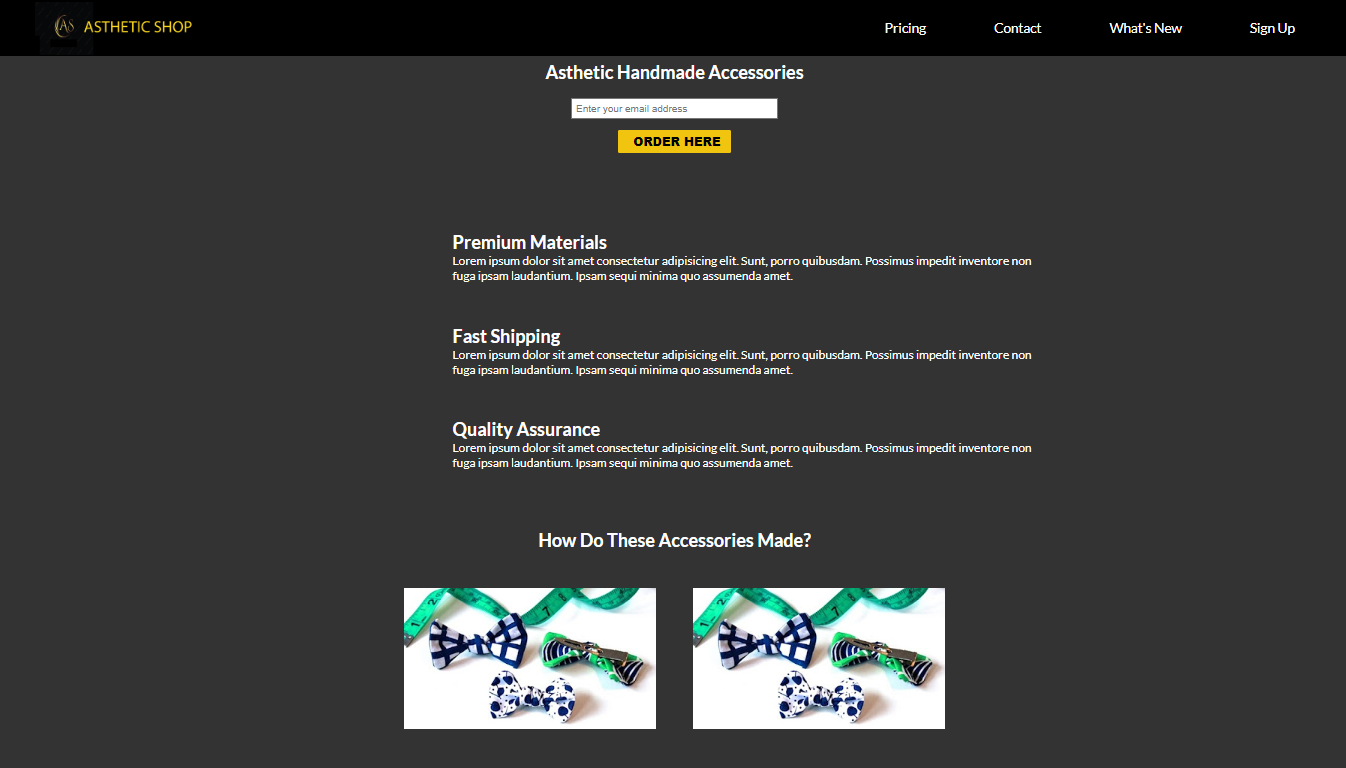 AS ASTHETIC SHOP
Pricing
Contact
What's New
Sign Up
Asthetic Handmade Accessories
Enter your email address
ORDER HERE
Premium Materials
Lorem ipsum dolor sit amet consectetur adipisicing elit. Sunt, porro quibusdam. Possimus impedit inventore non
fuga ipsam laudantium. Ipsam sequi minima quo assumenda amet.
Fast Shipping
Lorem ipsum dolor sit amet consectetur adipisicing elit. Sunt, porro quibusdam. Possimus impedit inventore non
fuga ipsam laudantium. Ipsam sequi minima quo assumenda amet.
Quality Assurance
Lorem ipsum dolor sit amet consectetur adipisicing elit. Sunt, porro quibusdam. Possimus impedit inventore non
fuga ipsam laudantium. Ipsam sequi minima quo assumenda amet.
How Do These Accessories Made?